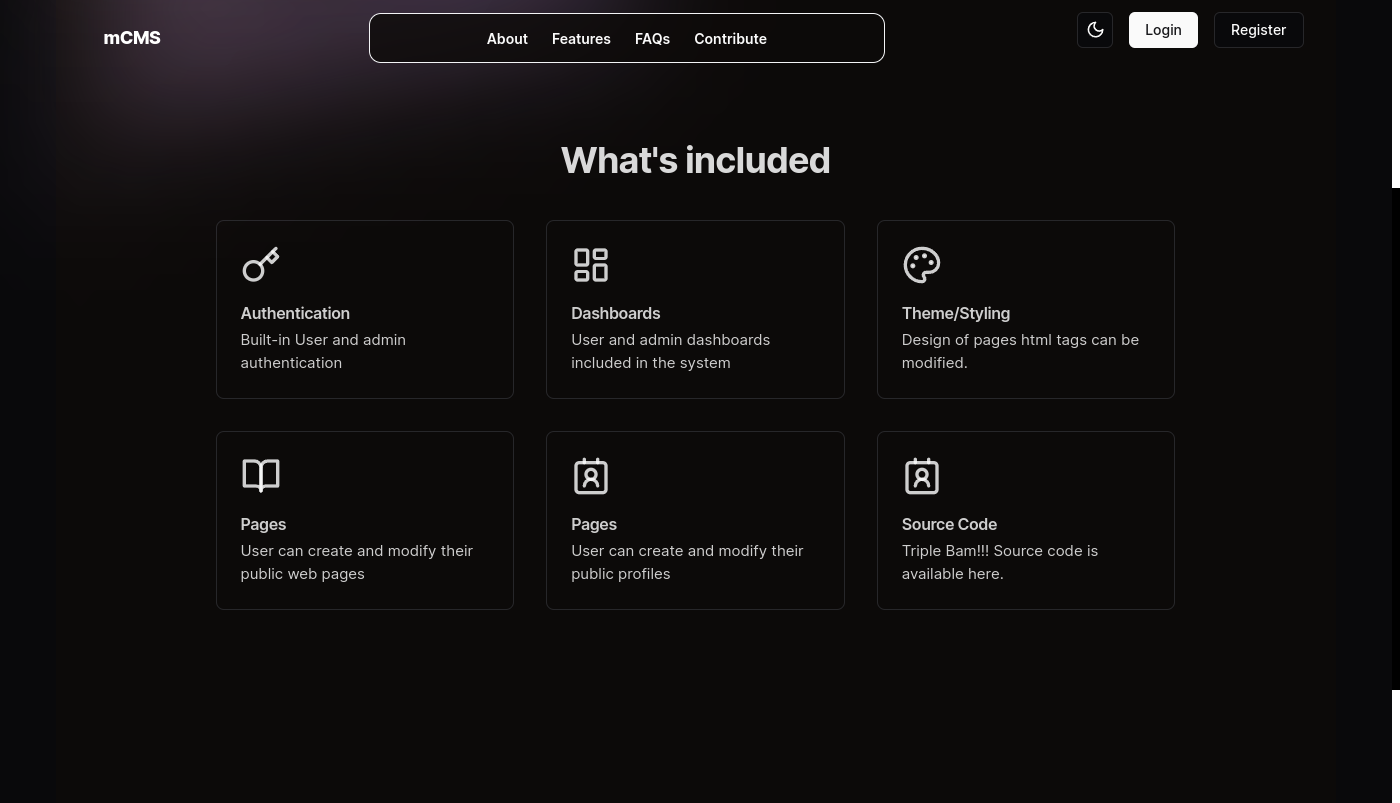 mCMS
About Features FAQs Contribute
Login
Register
What's included
Authentication
Built-in User and admin
authentication
Dashboards
User and admin dashboards
included in the system
Theme/Styling
Design of pages html tags can be
modified.
Pages
User can create and modify their
public web pages
Pages
User can create and modify their
public profiles
Source Code
Triple Bam!!! Source code is
available here.